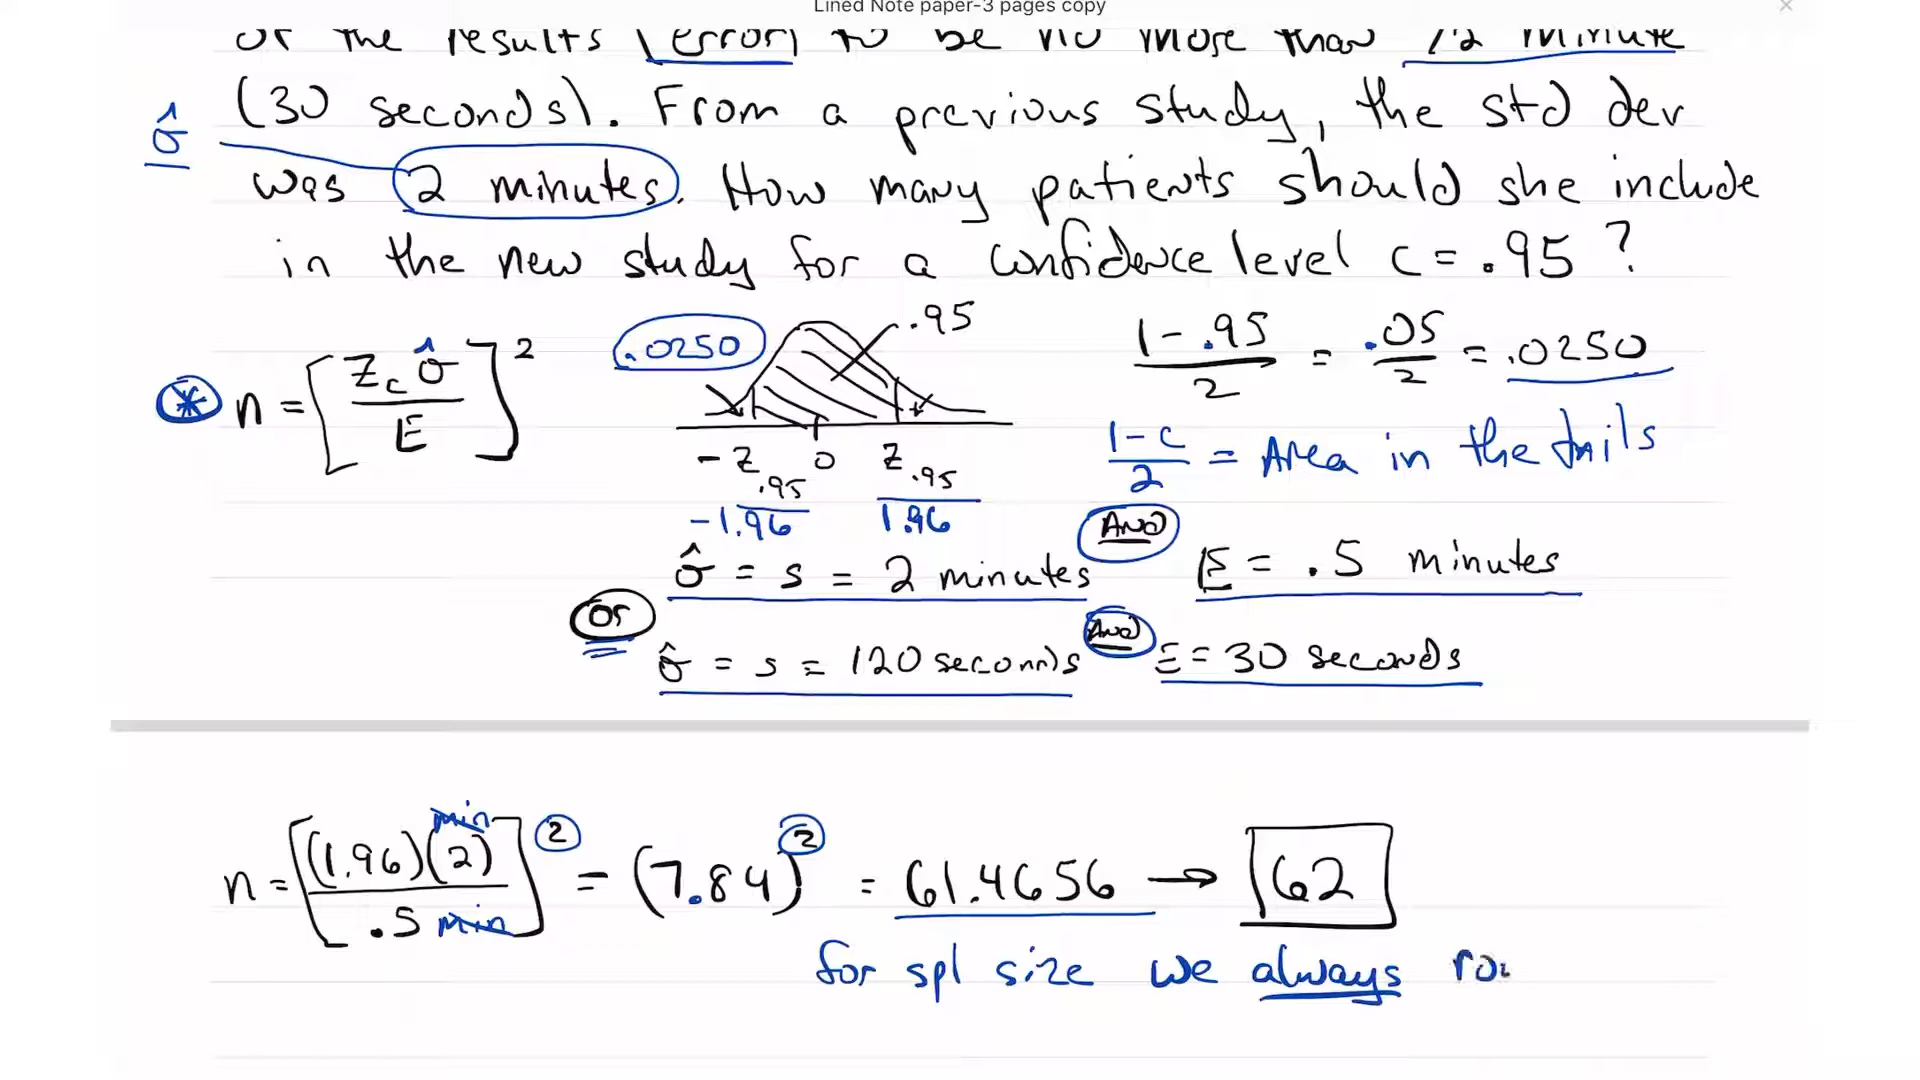 Lined Note paper-3 pages copy
of the results (error) to be no more than 1/2 minute
(30 seconds). From a previous study, the std dev
σ̂
was 2 minutes. How many patients should she include
in the new study for a confidence level c = .95 ?
* n = [Zc σ̂ / E]²
.0250
.95
(1-.95)/2 = .05/2 = .0250
-Z.95 0 Z.95
-1.96 1.96
(1-c)/2 = Area in the tails
σ̂ = s = 2 minutes And E = .5 minutes
or
σ̂ = s = 120 seconds And E = 30 seconds
n = [(1.96)(2) min / .5 min]² = (7.84)² = 61.4656 → 62
for spl size we always rou